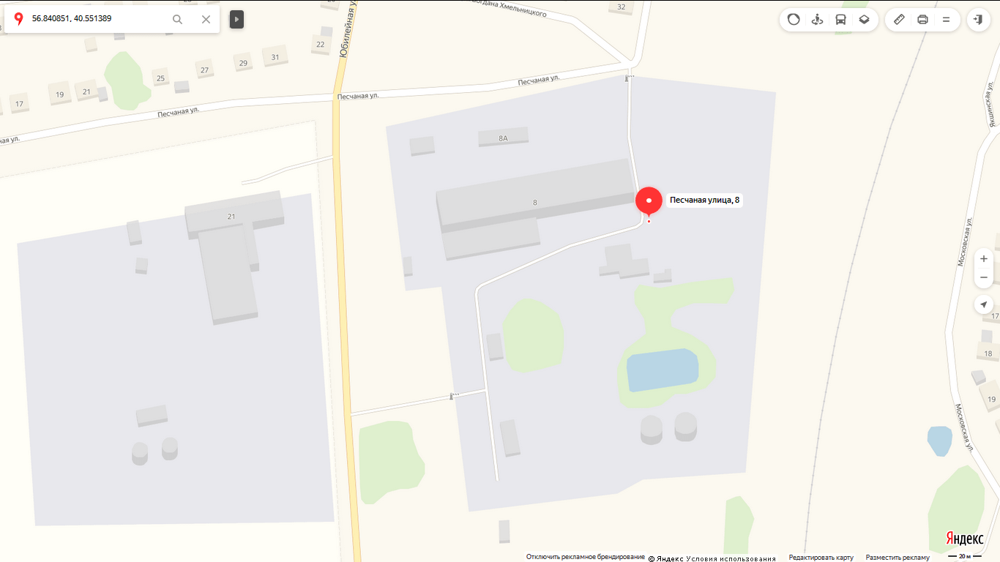 56.840851, 40.551389
Богдана Хмельницкого
32
Юбилейная ул.
22
31
29
27
25
21
19
17
Песчаная ул.
Песчаная ул.
Песчаная ул.
ная ул.
8А
8
Песчаная улица, 8
21
Якшинская ул.
Московская ул.
Московская ул.
17
18
19
Яндекс
20 м
Отключить рекламное брендирование
© Яндекс Условия использования
Редактировать карту
Разместить рекламу